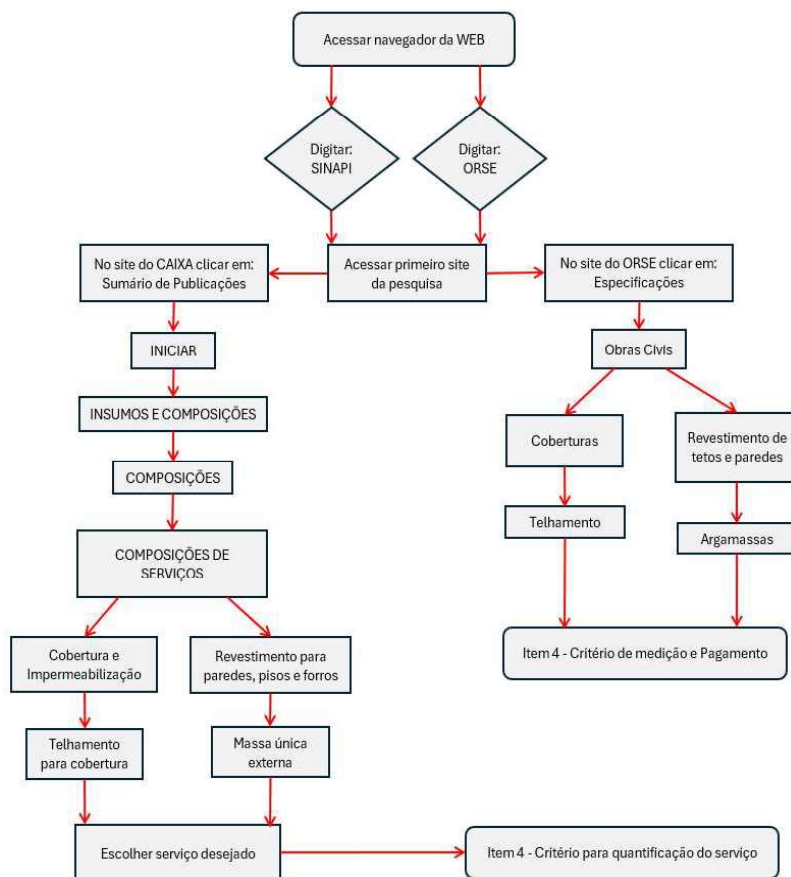 Acessar navegador da WEB
Digitar:
SINAPI
Digitar:
ORSE
No site do CAIXA clicar em:
Sumário de Publicações
Acessar primeiro site
da pesquisa
No site do ORSE clicar em:
Especificações
INICIAR
Obras Civis
INSUMOS E COMPOSIÇÕES
Coberturas
Revestimento de
tetos e paredes
COMPOSIÇÕES
Telhamento
Argamassas
COMPOSIÇÕES DE
SERVIÇOS
Cobertura e
Impermeabilização
Revestimento para
paredes, pisos e forros
Item 4 - Critério de medição e Pagamento
Telhamento
para cobertura
Massa única
externa
Escolher serviço desejado
Item 4 - Critério para quantificação do serviço